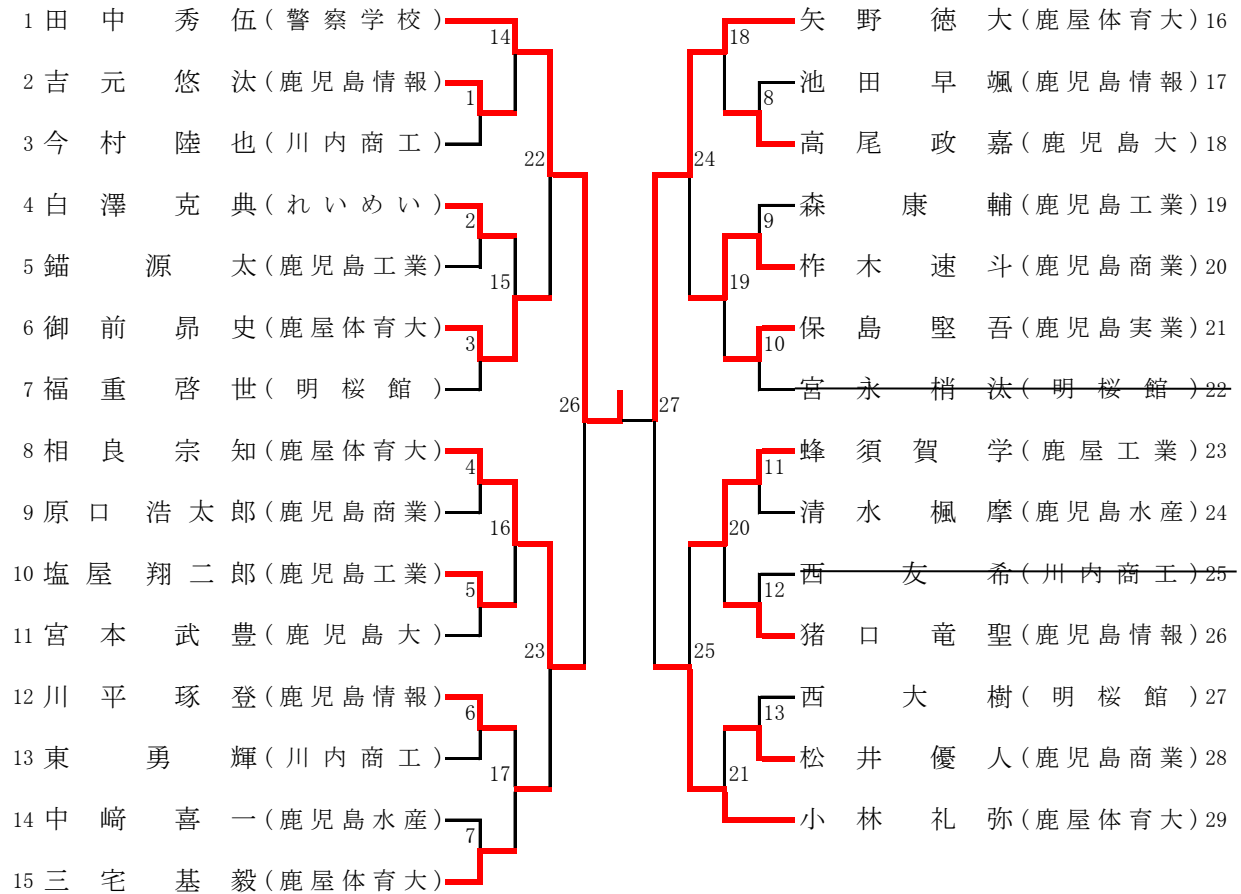 1 田中秀伍(警察学校)
2 吉元悠汰(鹿児島情報)
3 今村陸也(川内商工)
4 白澤克典(れいめい)
5 錨源太(鹿児島工業)
6 御前昴史(鹿屋体育大)
7 福重啓世(明桜館)
8 相良宗知(鹿屋体育大)
9 原口浩太郎(鹿児島商業)
10 塩屋翔二郎(鹿児島工業)
11 宮本武豊(鹿児島大)
12 川平琢登(鹿児島情報)
13 東勇輝(川内商工)
14 中﨑喜一(鹿児島水産)
15 三宅基毅(鹿屋体育大)
14
1
22
2
15
3
26
4
16
5
23
6
17
7
18
8
24
9
19
10
27
11
20
12
25
13
21
矢野徳大(鹿屋体育大)16
池田早颯(鹿児島情報)17
高尾政嘉(鹿児島大)18
森康輔(鹿児島工業)19
柞木速斗(鹿児島商業)20
保島堅吾(鹿児島実業)21
宮永梢汰(明桜館)22
蜂須賀学(鹿屋工業)23
清水楓摩(鹿児島水産)24
西友希(川内商工)25
猪口竜聖(鹿児島情報)26
西大樹(明桜館)27
松井優人(鹿児島商業)28
小林礼弥(鹿屋体育大)29